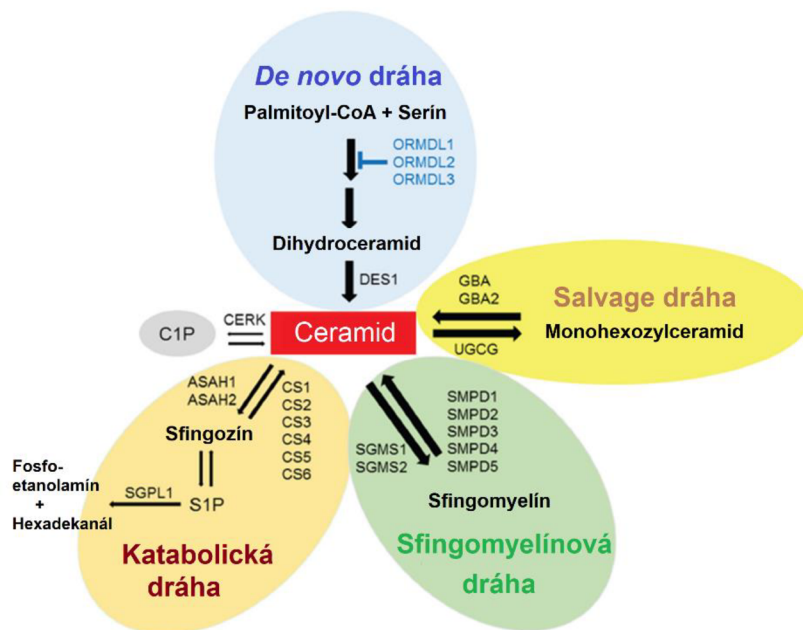 De novo dráha
Palmitoyl-CoA + Serín
ORMDL1
ORMDL2
ORMDL3
Dihydroceramid
DES1
GBA
GBA2
Salvage dráha
Monohexozylceramid
UGCG
C1P
CERK
Ceramid
ASAH1
ASAH2
CS1
CS2
CS3
CS4
CS5
CS6
Sfingozín
Fosfo-
etanolamín
+
Hexadekanál
SGPL1
S1P
Katabolická
dráha
SGMS1
SGMS2
SMPD1
SMPD2
SMPD3
SMPD4
SMPD5
Sfingomyelín
Sfingomyelínová
dráha